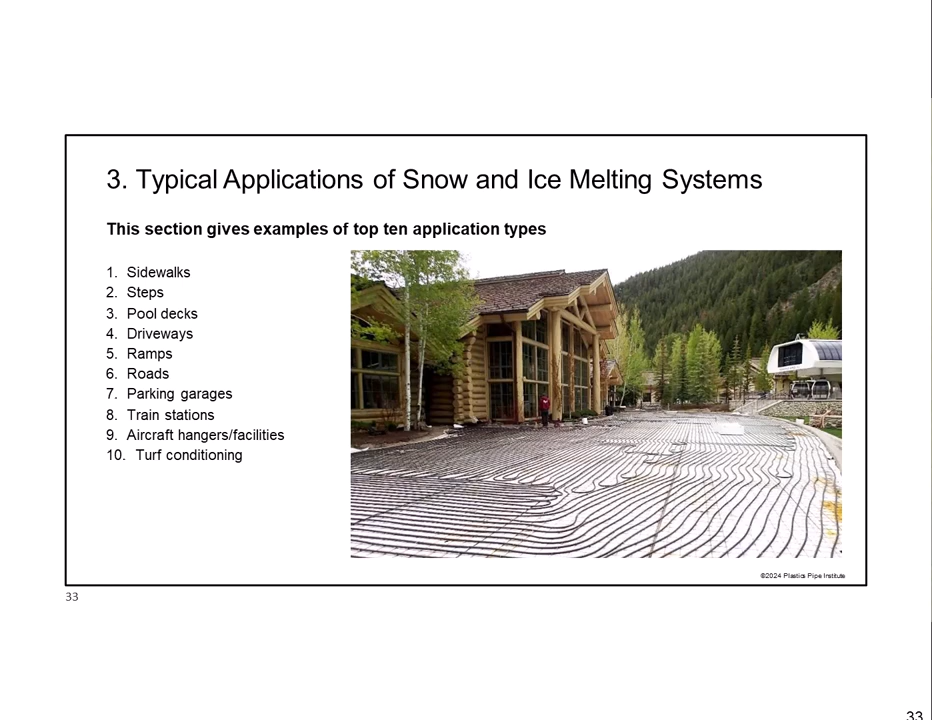 3. Typical Applications of Snow and Ice Melting Systems
This section gives examples of top ten application types
1. Sidewalks
2. Steps
3. Pool decks
4. Driveways
5. Ramps
6. Roads
7. Parking garages
8. Train stations
9. Aircraft hangers/facilities
10. Turf conditioning
©2024 Plastics Pipe Institute
33
33